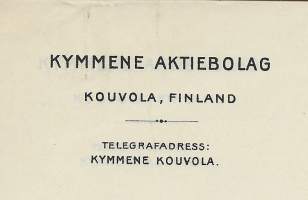 KYMMENE AKTIEBOLAG
KOUVOLA, FINLAND
TELEGRAFADRESS:
KYMMENE KOUVOLA.